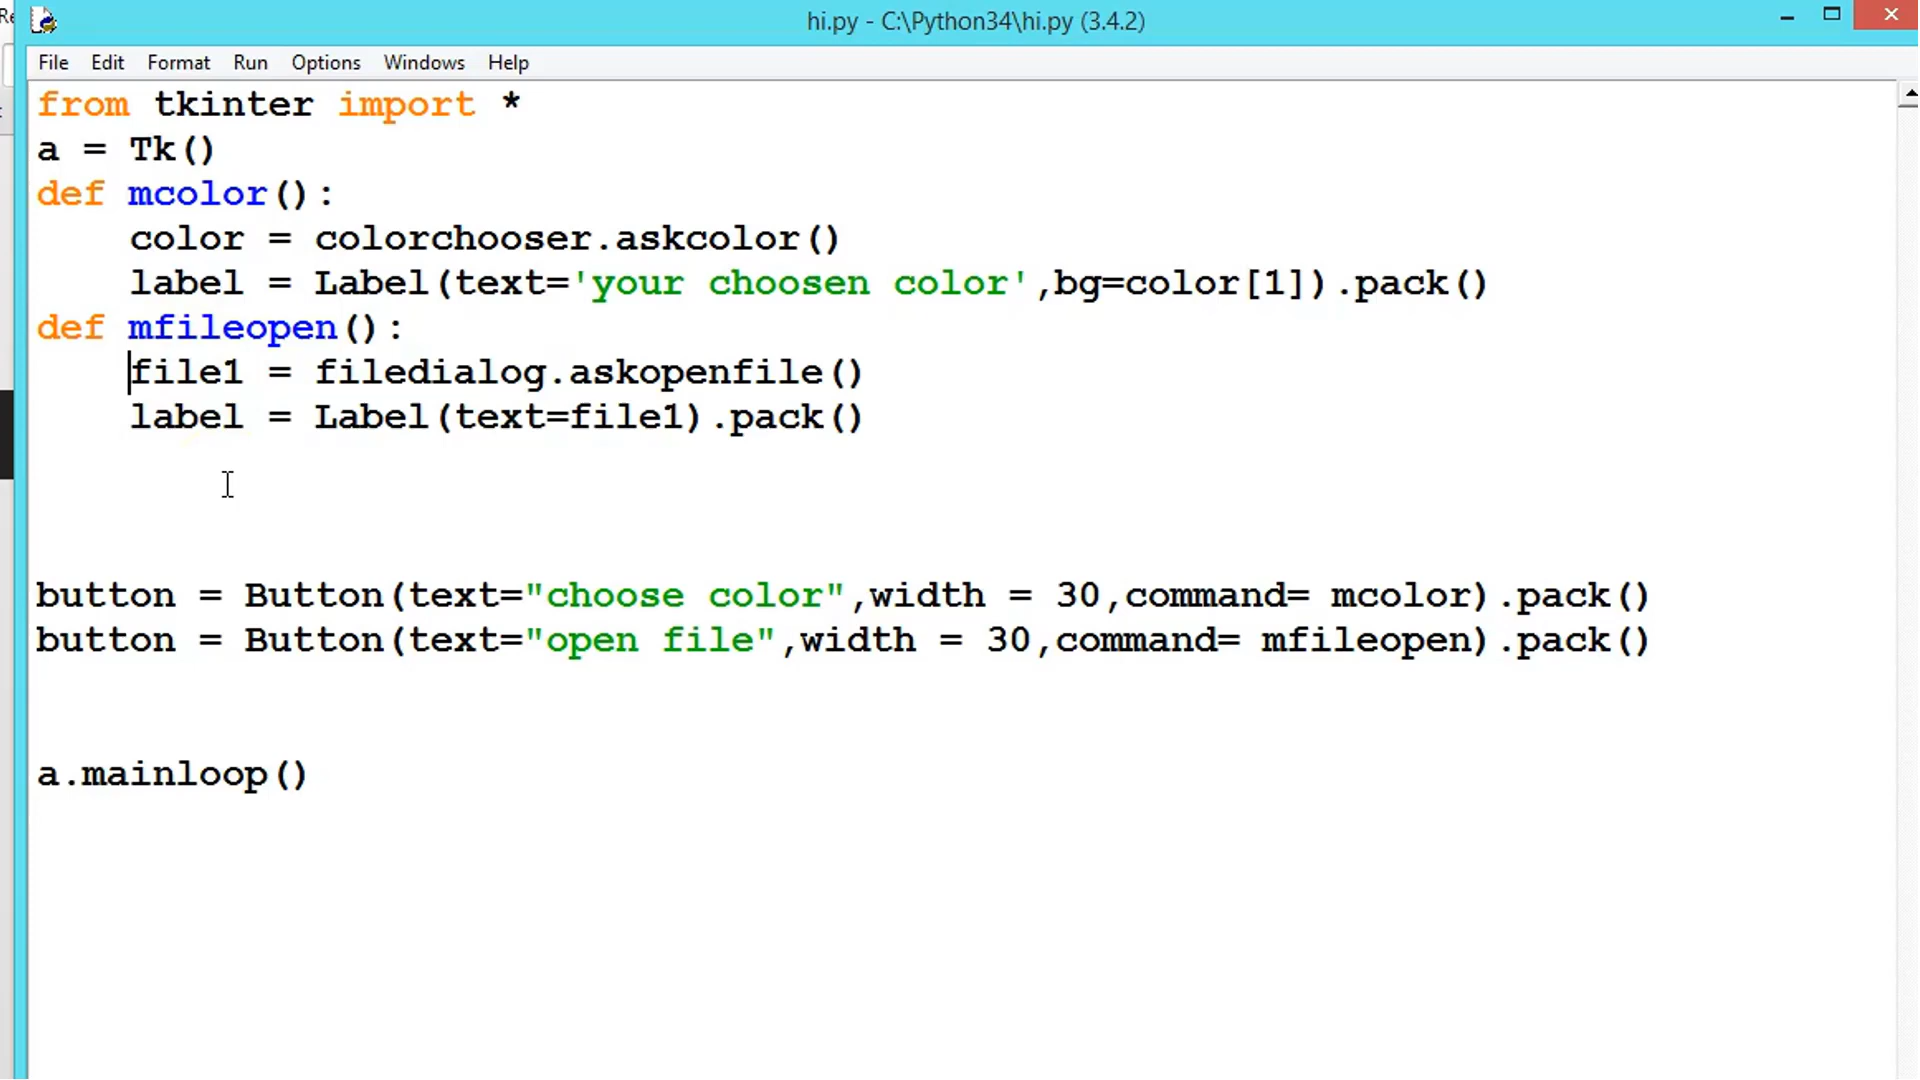 Re
hi.py - C:\Python34\hi.py (3.4.2)
File Edit Format Run Options Windows Help
from tkinter import *
a = Tk()
def mcolor():
    color = colorchooser.askcolor()
    label = Label(text='your choosen color',bg=color[1]).pack()
def mfileopen():
    file1 = filedialog.askopenfile()
    label = Label(text=file1).pack()
button = Button(text="choose color",width = 30,command= mcolor).pack()
button = Button(text="open file",width = 30,command= mfileopen).pack()
a.mainloop()